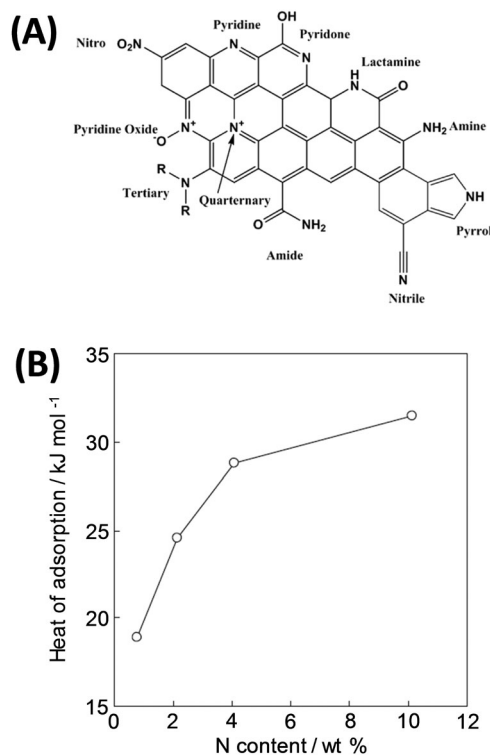 (A)
OH
Pyridine
Pyridone
Nitro
O₂N
N
N
Lactamine
H
N
O
Pyridine Oxide
N⁺
⁻O
N⁺
NH₂
Amine
R
N
R
Tertiary
Quarternary
O
NH₂
Amide
NH
Pyrrol
N
Nitrile
(B)
Heat of adsorption / kJ mol ⁻¹
35
30
25
20
15
0 2 4 6 8 10 12
N content / wt %